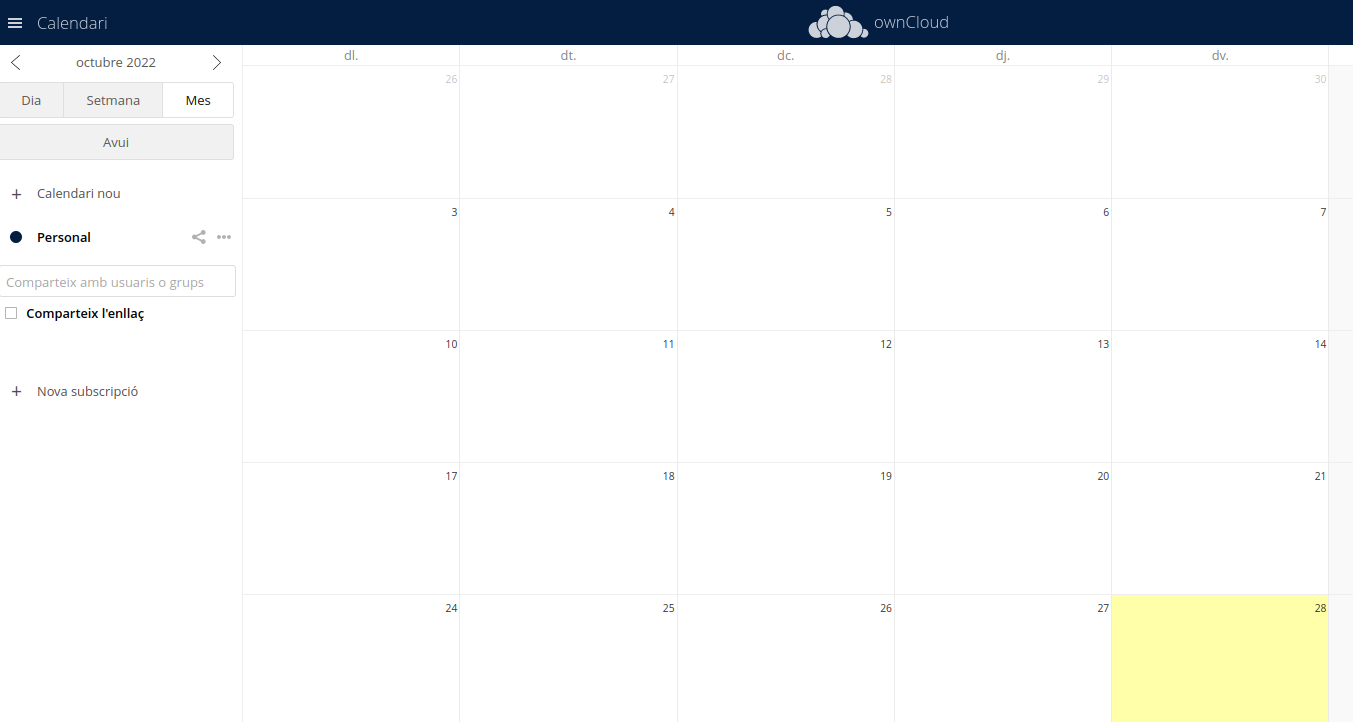 Calendari
ownCloud
octubre 2022
Dia Setmana Mes
Avui
+ Calendari nou
Personal
Comparteix amb usuaris o grups
Comparteix l'enllaç
+ Nova subscripció
dl. dt. dc. dj. dv.
26 27 28 29 30
3 4 5 6 7
10 11 12 13 14
17 18 19 20 21
24 25 26 27 28